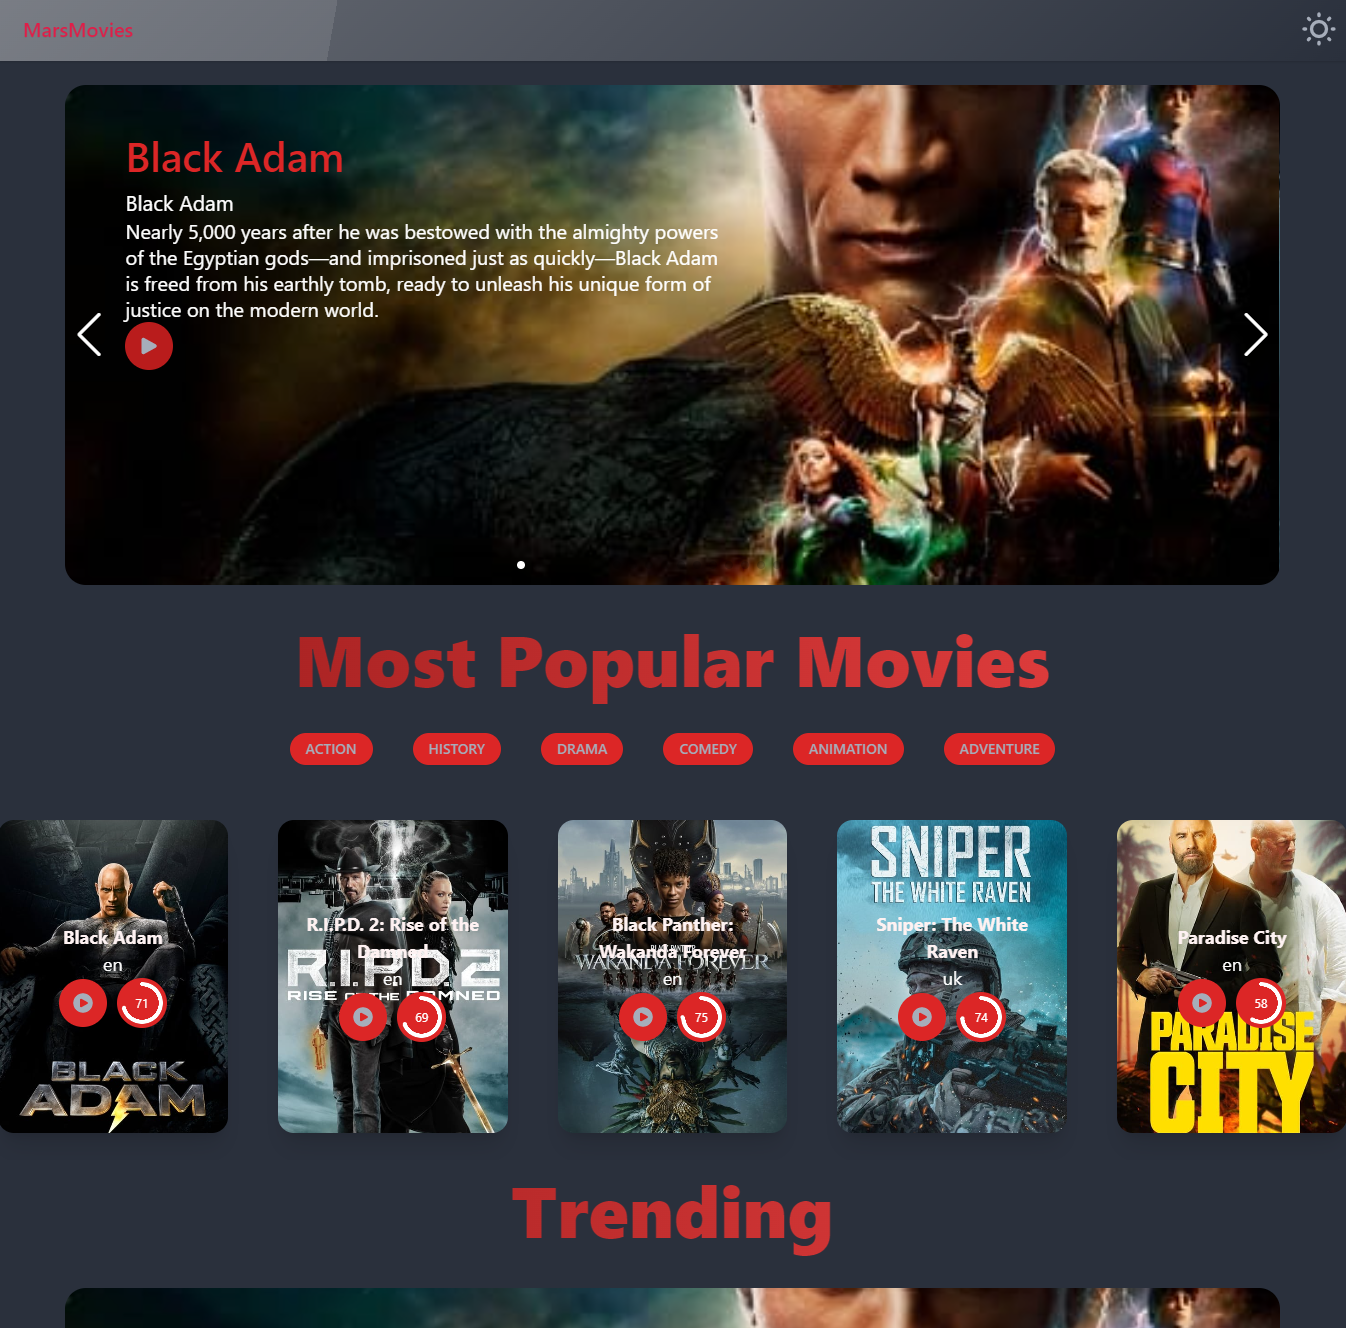 MarsMovies
Black Adam
Black Adam
Nearly 5,000 years after he was bestowed with the almighty powers
of the Egyptian gods—and imprisoned just as quickly—Black Adam
is freed from his earthly tomb, ready to unleash his unique form of
justice on the modern world.
Most Popular Movies
ACTION
HISTORY
DRAMA
COMEDY
ANIMATION
ADVENTURE
Black Adam
en
71
BLACK
ADAM
R.I.P.D. 2: Rise of the
Damned
en
R.I.P.D.2
RISE OF THE DAMNED
69
Black Panther:
Wakanda Forever
BLACK PANTHER
WAKANDA FOREVER
en
75
SNIPER
THE WHITE RAVEN
Sniper: The White
Raven
uk
74
Paradise City
en
58
PARADISE
CITY
Trending